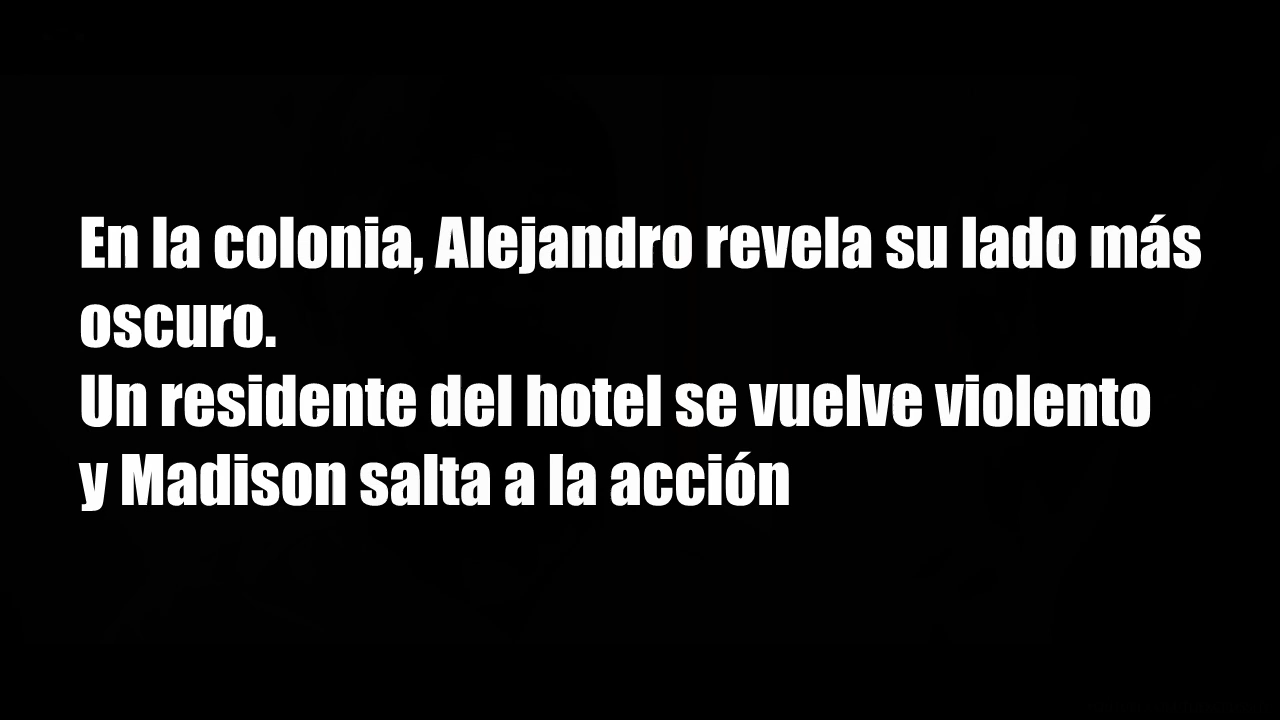 En la colonia, Alejandro revela su lado más
oscuro.
Un residente del hotel se vuelve violento
y Madison salta a la acción